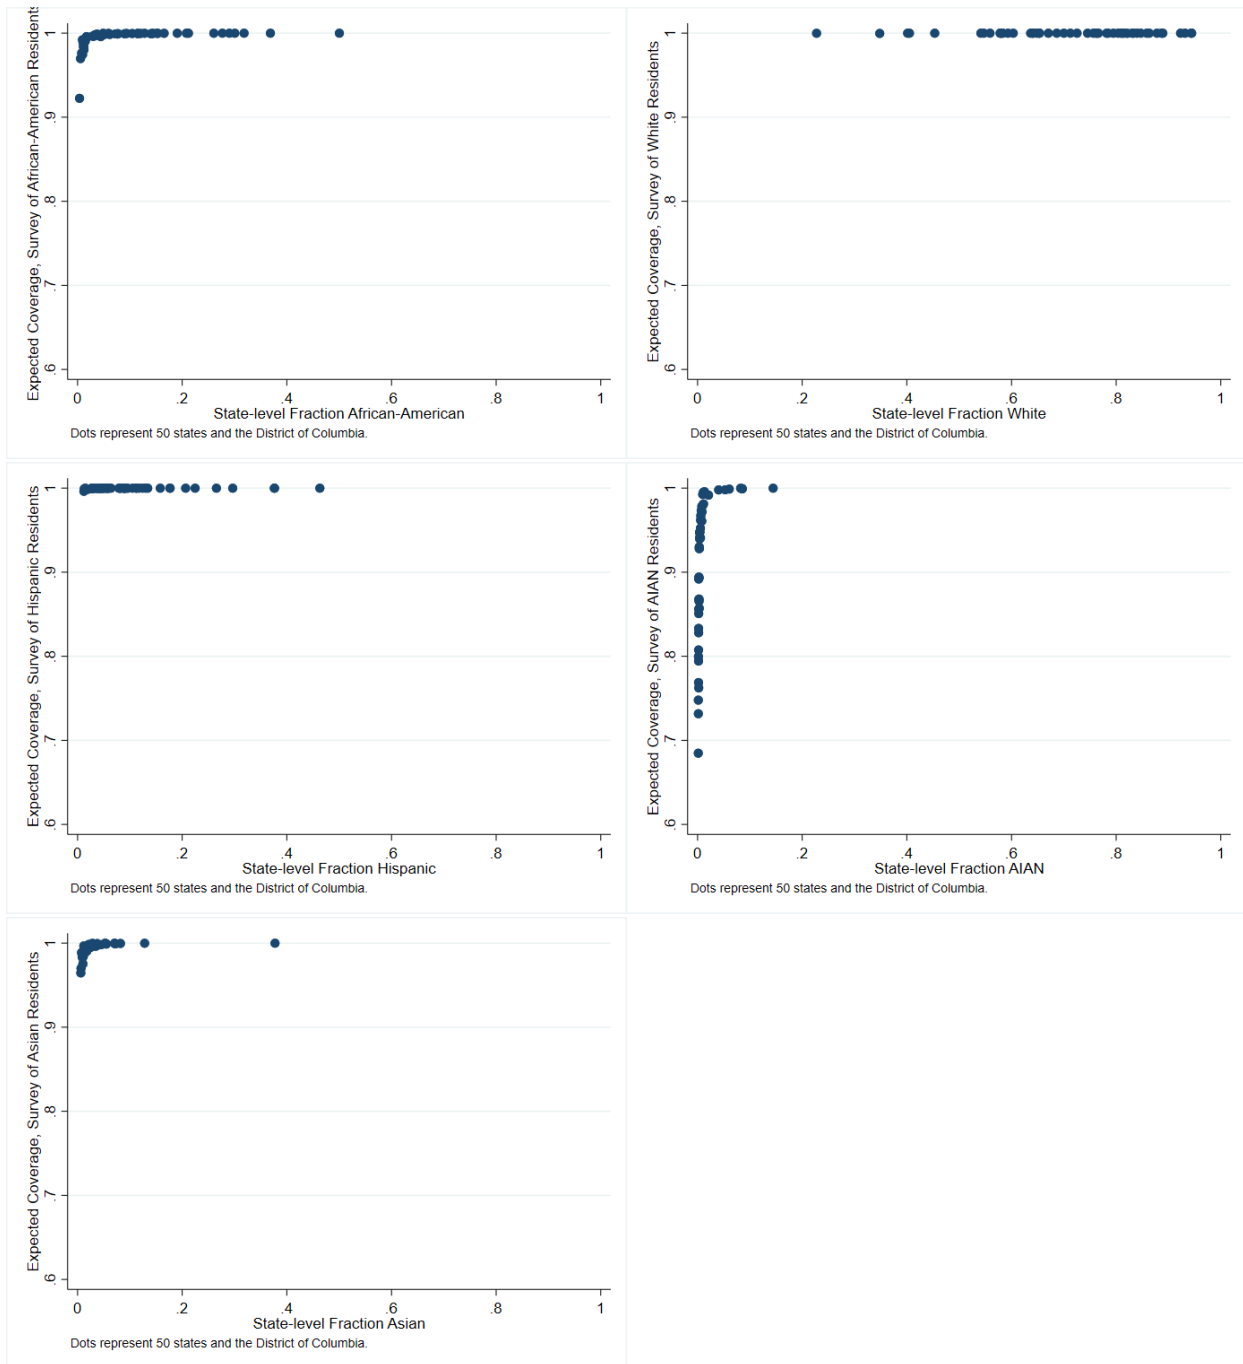 Expected Coverage, Survey of African-American Residents
1
.9
.8
.7
.6
0 .2 .4 .6 .8 1
State-level Fraction African-American
Dots represent 50 states and the District of Columbia.
Expected Coverage, Survey of White Residents
1
.9
.8
.7
.6
0 .2 .4 .6 .8 1
State-level Fraction White
Dots represent 50 states and the District of Columbia.
Expected Coverage, Survey of Hispanic Residents
1
.9
.8
.7
.6
0 .2 .4 .6 .8 1
State-level Fraction Hispanic
Dots represent 50 states and the District of Columbia.
Expected Coverage, Survey of AIAN Residents
1
.9
.8
.7
.6
0 .2 .4 .6 .8 1
State-level Fraction AIAN
Dots represent 50 states and the District of Columbia.
Expected Coverage, Survey of Asian Residents
1
.9
.8
.7
.6
0 .2 .4 .6 .8 1
State-level Fraction Asian
Dots represent 50 states and the District of Columbia.